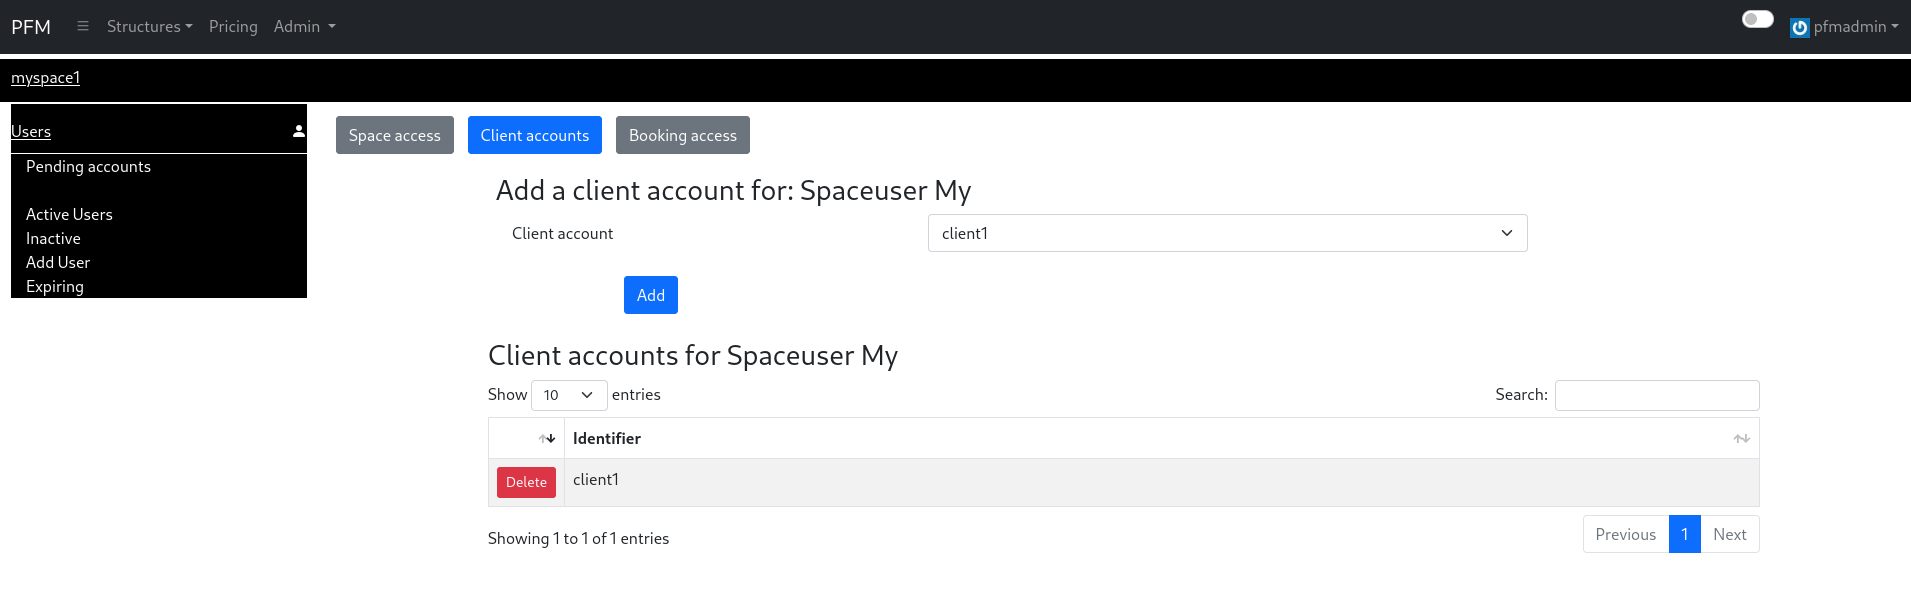 PFM Structures Pricing Admin pfmadmin
myspace1
Users
Pending accounts
Active Users
Inactive
Add User
Expiring
Space access Client accounts Booking access
Add a client account for: Spaceuser My
Client account client1
Add
Client accounts for Spaceuser My
Show 10 entries Search:
Identifier
Delete client1
Showing 1 to 1 of 1 entries Previous 1 Next